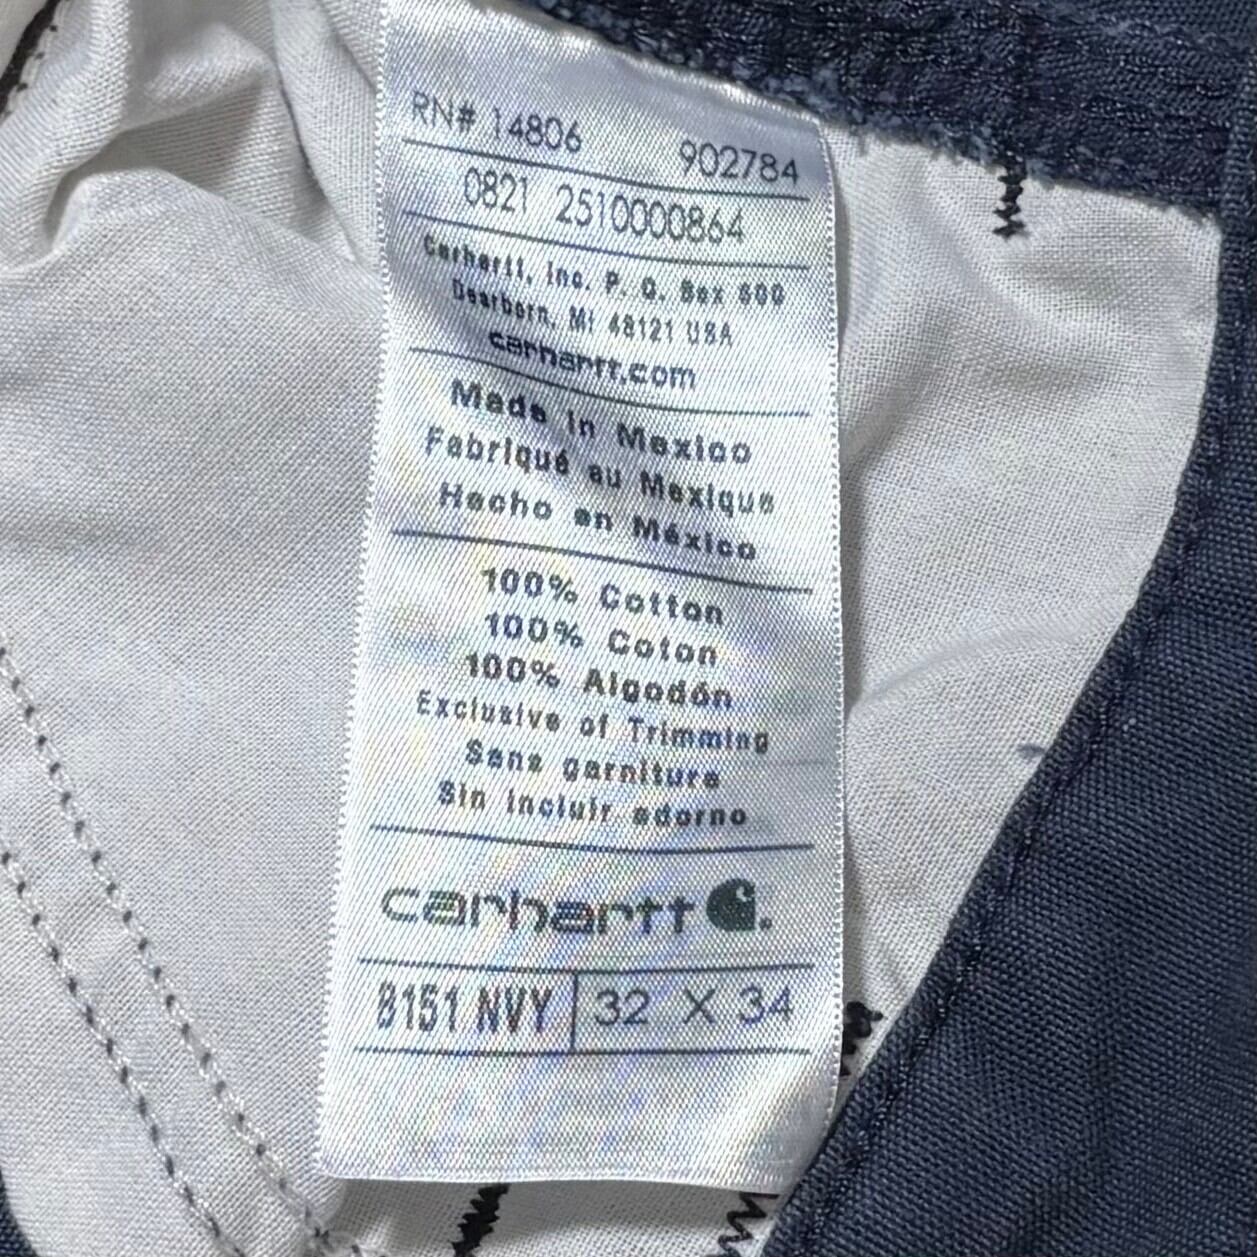 RN# 14806 902784
0821 2510000864
Carhartt, Inc. P. O. Box 600
Dearborn, MI 48121 USA
carhartt.com
Made in Mexico
Fabriqué au Mexique
Hecho en México
100% Cotton
100% Coton
100% Algodón
Exclusive of Trimming
Sans garniture
Sin incluir adorno
carhartt
B151 NVY 32 X 34